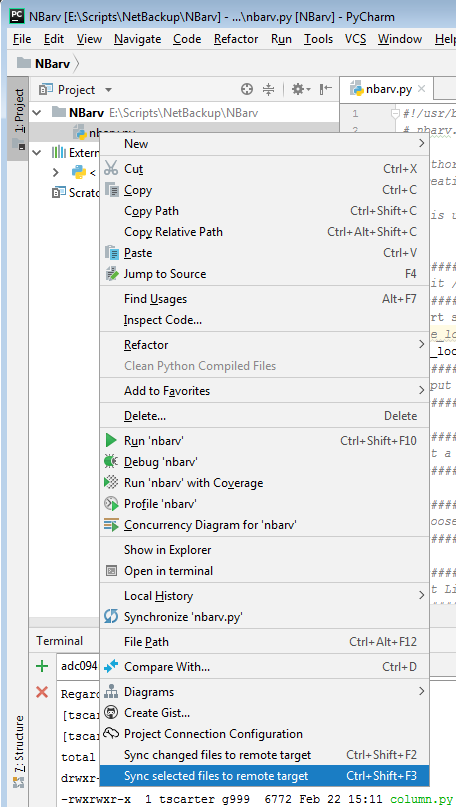 NBarv [E:\Scripts\NetBackup\NBarv] - ...\nbarv.py [NBarv] - PyCharm
File Edit View Navigate Code Refactor Run Tools VCS Window Help
NBarv
1: Project
Project
nbarv.py
NBarv E:\Scripts\NetBackup\NBarv
nbarv.py
Extern
<
Scratc
1 #!/usr/b
2 # nbarv.
thor
eati
is u
####
it /
####
rt s
e_lo
_loc
####
put
####
####
t a
####
####
oose
####
####
t Li
New
Cut Ctrl+X
Copy Ctrl+C
Copy Path Ctrl+Shift+C
Copy Relative Path Ctrl+Alt+Shift+C
Paste Ctrl+V
Jump to Source F4
Find Usages Alt+F7
Inspect Code...
Refactor
Clean Python Compiled Files
Add to Favorites
Delete... Delete
Run 'nbarv' Ctrl+Shift+F10
Debug 'nbarv'
Run 'nbarv' with Coverage
Profile 'nbarv'
Concurrency Diagram for 'nbarv'
Show in Explorer
Open in terminal
Local History
Synchronize 'nbarv.py'
File Path Ctrl+Alt+F12
Compare With... Ctrl+D
Diagrams
Create Gist...
Project Connection Configuration
Sync changed files to remote target Ctrl+Shift+F2
Sync selected files to remote target Ctrl+Shift+F3
7: Structure
Terminal
adc094
Regard
[tscar
[tscar
total
drwxr-
-rwxrwxr-x 1 tscarter g999 6772 Feb 22 15:11 column.py